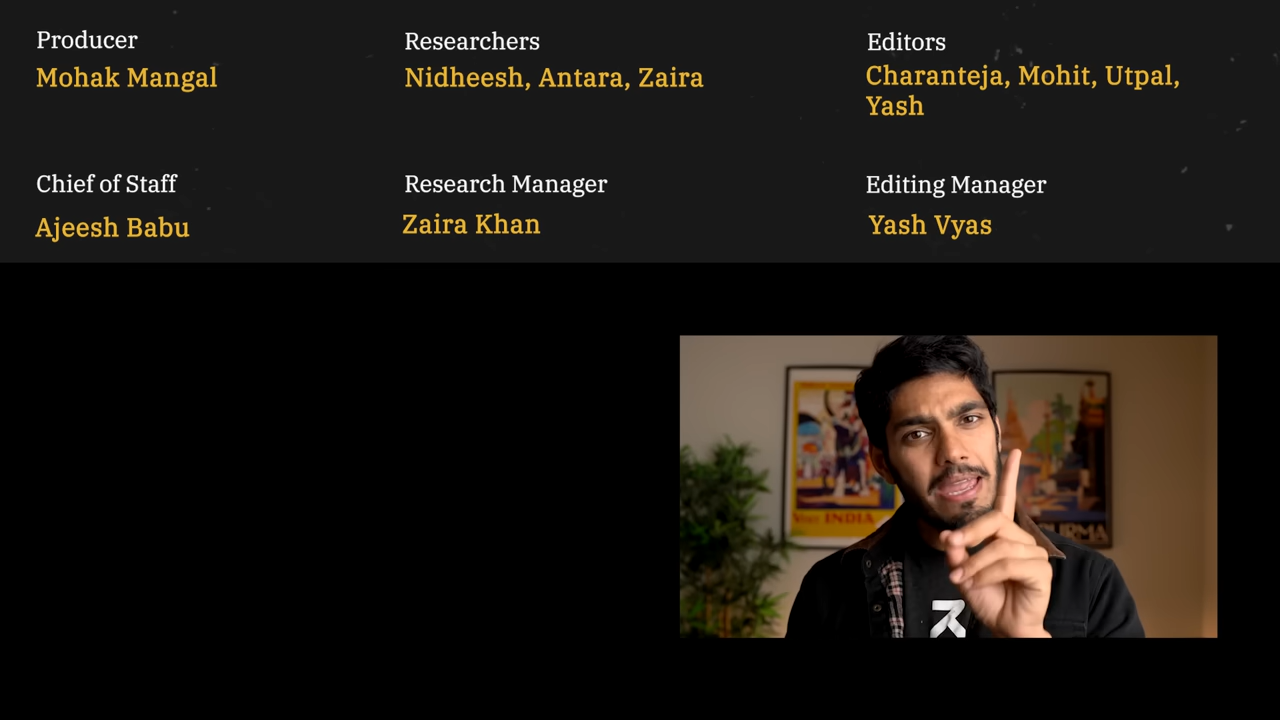 Producer
Mohak Mangal
Researchers
Nidheesh, Antara, Zaira
Editors
Charanteja, Mohit, Utpal,
Yash
Chief of Staff
Ajeesh Babu
Research Manager
Zaira Khan
Editing Manager
Yash Vyas
INDIA